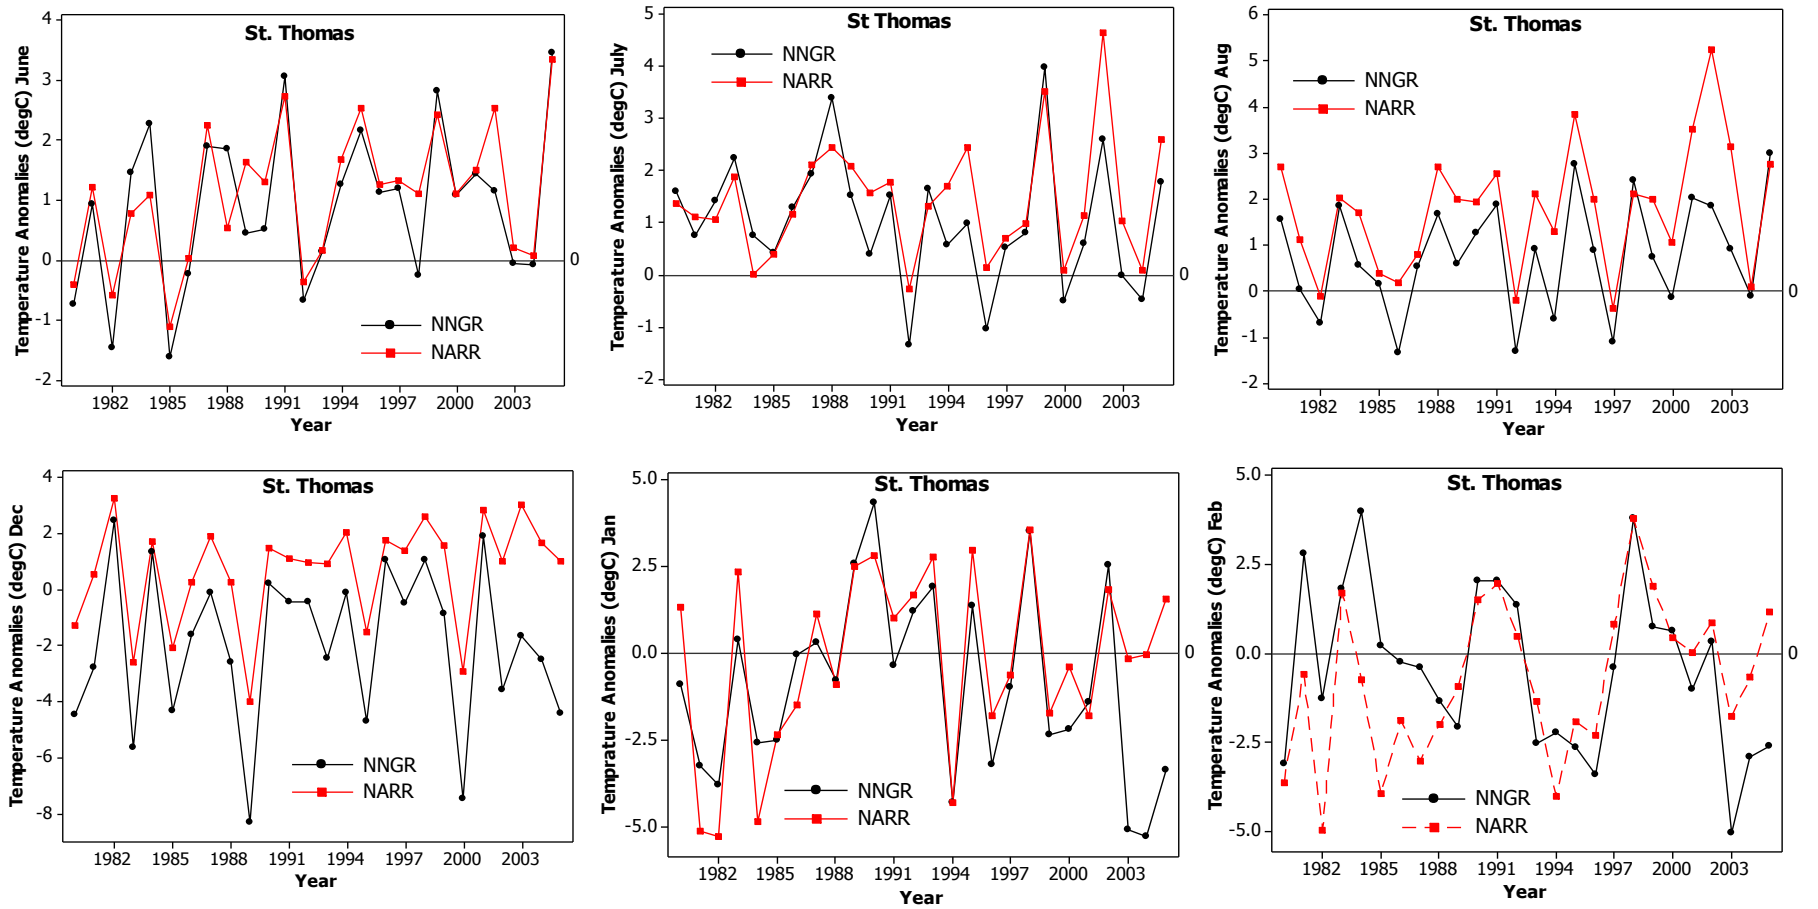 St. Thomas
Temperature Anomalies (degC) June
4
3
2
1
0
-1
-2
0
NNGR
NARR
1982 1985 1988 1991 1994 1997 2000 2003
Year
St Thomas
Temperature Anomalies (degC) July
5
4
3
2
1
0
-1
-2
0
NNGR
NARR
1982 1985 1988 1991 1994 1997 2000 2003
Year
St. Thomas
Temperature Anomalies (degC) Aug
6
5
4
3
2
1
0
-1
-2
0
NNGR
NARR
1982 1985 1988 1991 1994 1997 2000 2003
Year
St. Thomas
Temperature Anomalies (degC) Dec
4
2
0
-2
-4
-6
-8
NNGR
NARR
1982 1985 1988 1991 1994 1997 2000 2003
Year
St. Thomas
Temprature Anomalies (degC) Jan
5.0
2.5
0.0
-2.5
-5.0
0
NNGR
NARR
1982 1985 1988 1991 1994 1997 2000 2003
Year
St. Thomas
Temperature Anomalies (degC) Feb
5.0
2.5
0.0
-2.5
-5.0
0
NNGR
NARR
1982 1985 1988 1991 1994 1997 2000 2003
Year